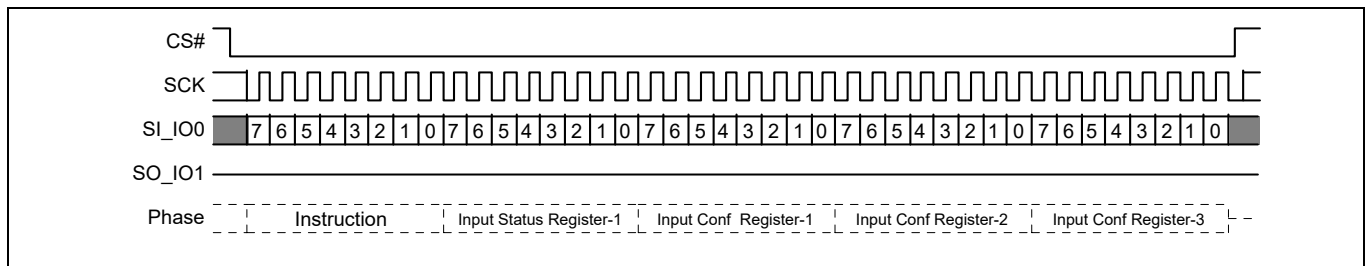 CS#
SCK
SI_IO0 7 6 5 4 3 2 1 0 7 6 5 4 3 2 1 0 7 6 5 4 3 2 1 0 7 6 5 4 3 2 1 0 7 6 5 4 3 2 1 0
SO_IO1
Phase Instruction Input Status Register-1 Input Conf Register-1 Input Conf Register-2 Input Conf Register-3